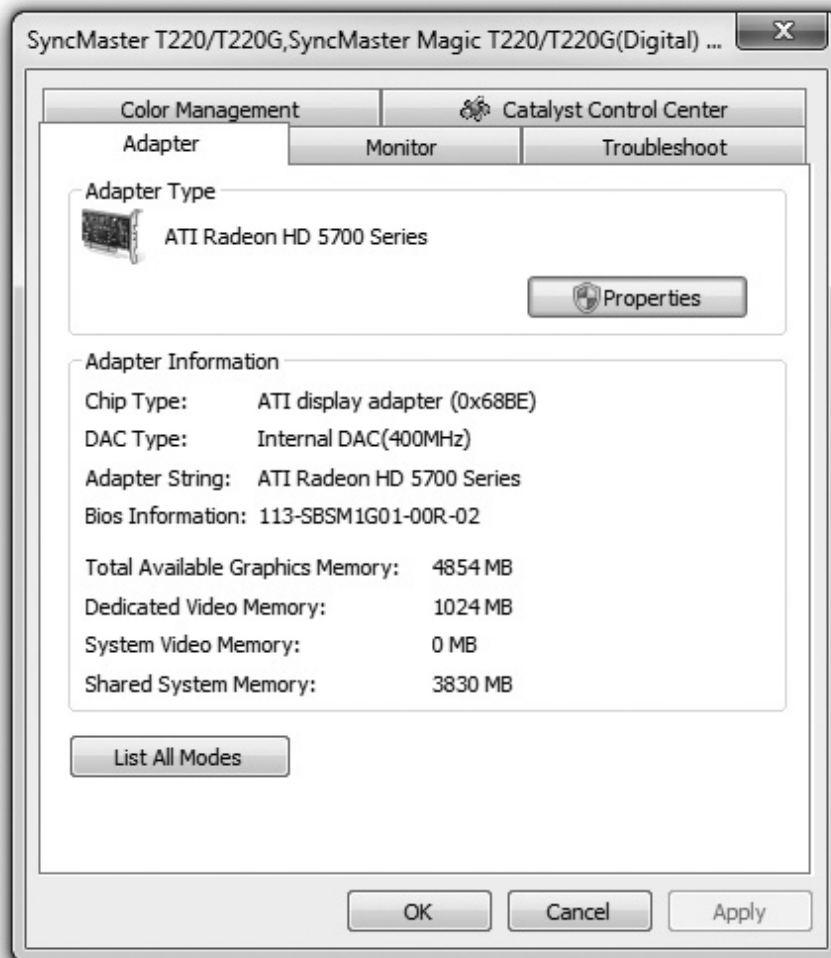 SyncMaster T220/T220G,SyncMaster Magic T220/T220G(Digital) ...
Color Management
Catalyst Control Center
Adapter
Monitor
Troubleshoot
Adapter Type
ATI Radeon HD 5700 Series
Properties
Adapter Information
Chip Type: ATI display adapter (0x68BE)
DAC Type: Internal DAC(400MHz)
Adapter String: ATI Radeon HD 5700 Series
Bios Information: 113-SBSM1G01-00R-02
Total Available Graphics Memory: 4854 MB
Dedicated Video Memory: 1024 MB
System Video Memory: 0 MB
Shared System Memory: 3830 MB
List All Modes
OK
Cancel
Apply